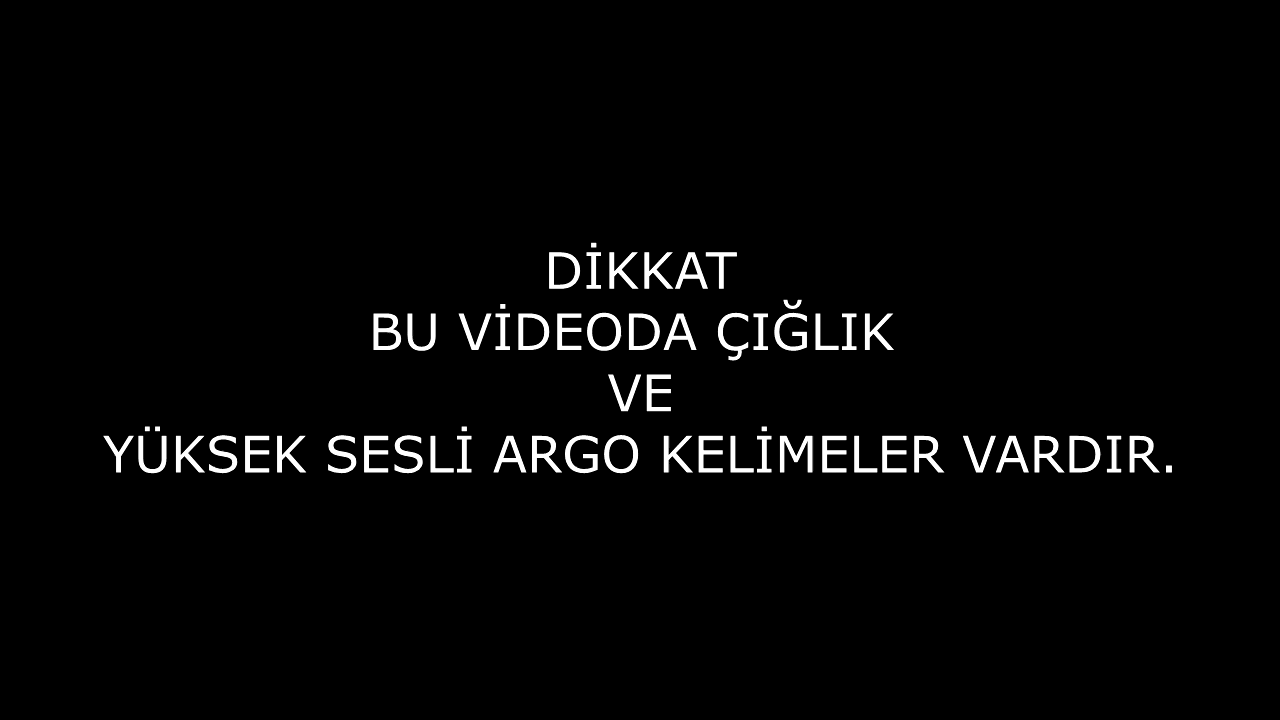 DİKKAT
BU VİDEODA ÇIĞLIK
VE
YÜKSEK SESLİ ARGO KELİMELER VARDIR.